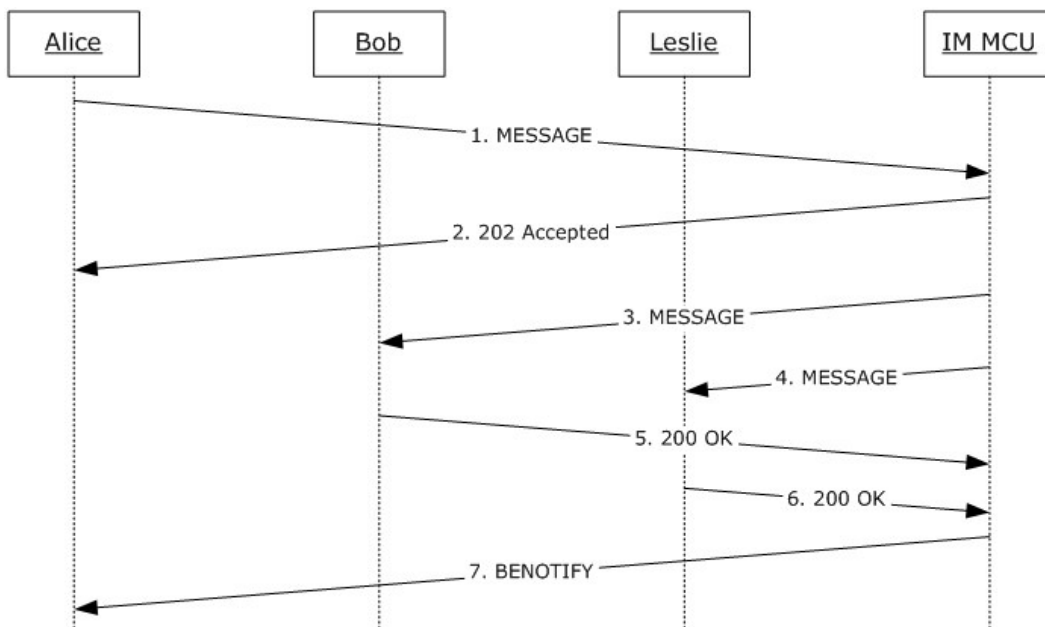 Alice
Bob
Leslie
IM MCU
1. MESSAGE
2. 202 Accepted
3. MESSAGE
4. MESSAGE
5. 200 OK
6. 200 OK
7. BENOTIFY